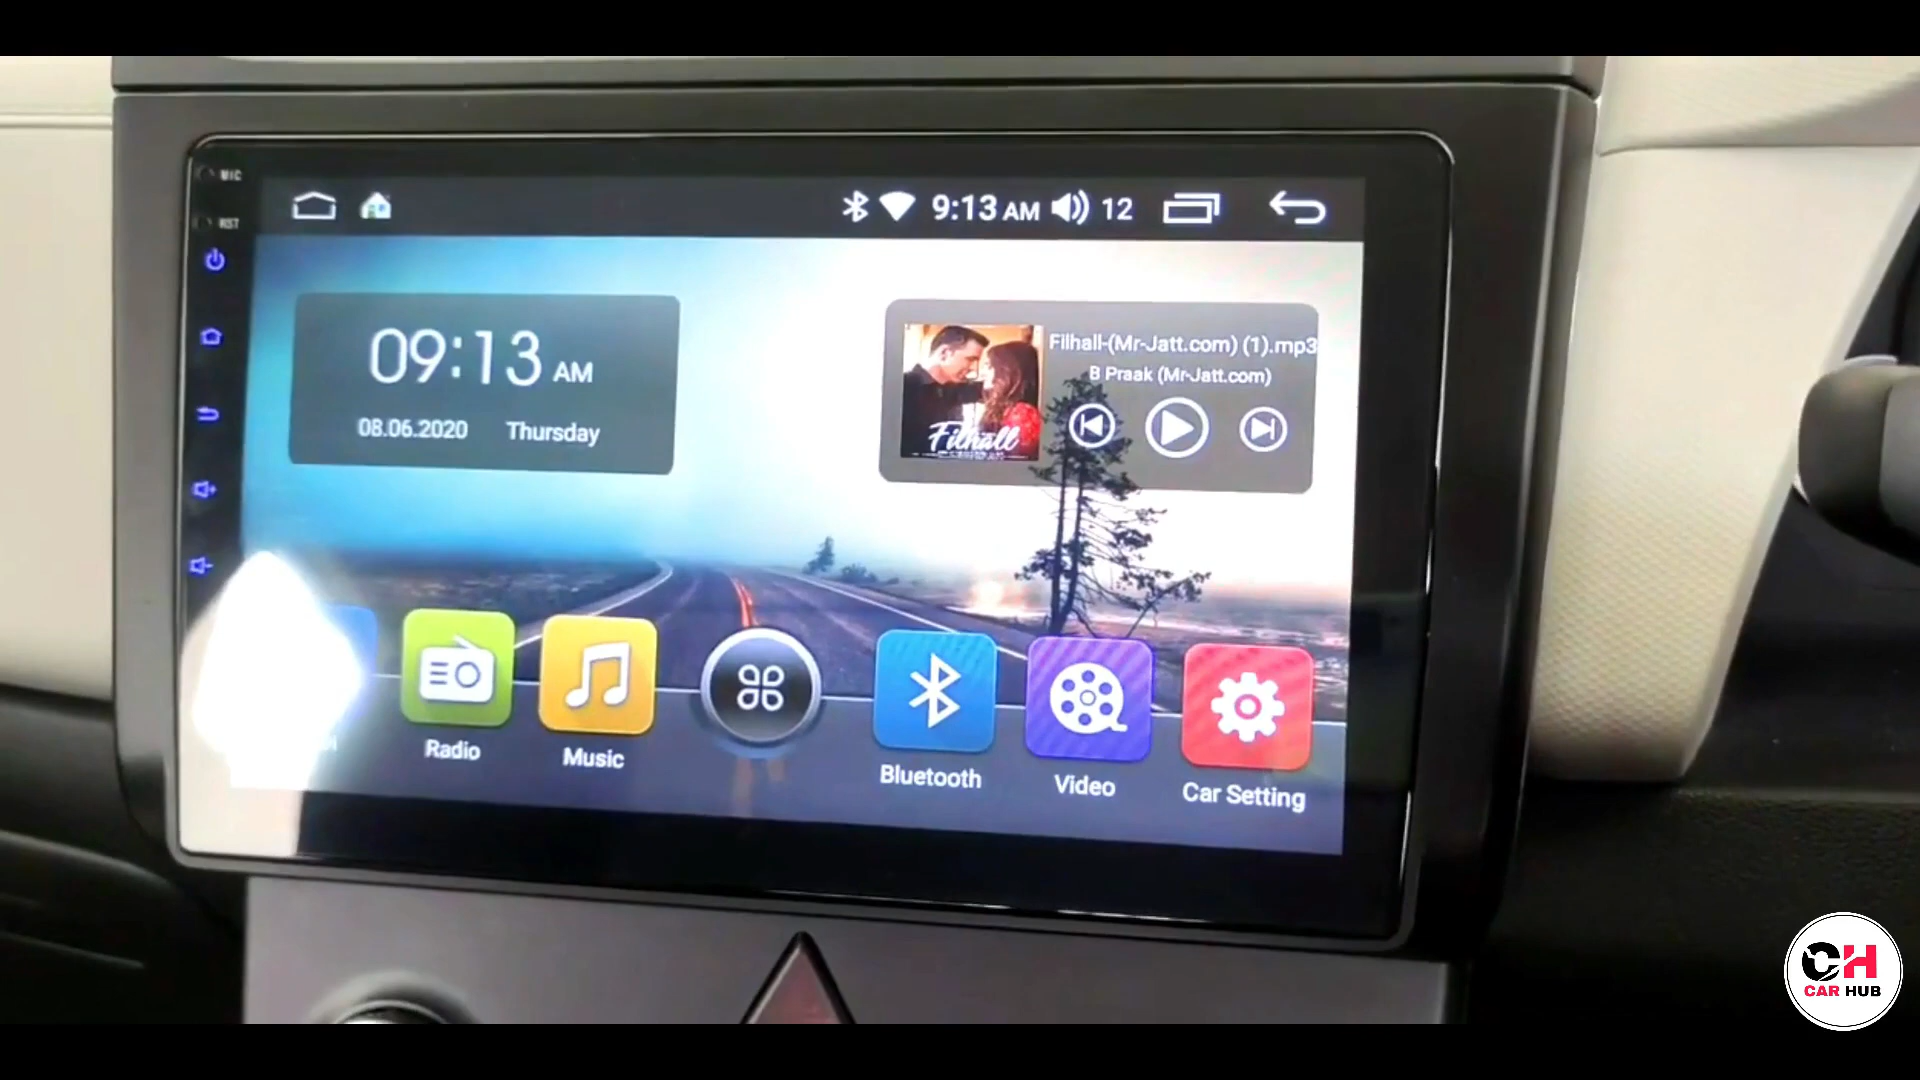 MIC
RST
9:13 AM 12
09:13 AM
08.06.2020 Thursday
Filhall-(Mr-Jatt.com) (1).mp3
B Praak (Mr-Jatt.com)
Filhall
Radio
Music
Bluetooth
Video
Car Setting
CH
CAR HUB